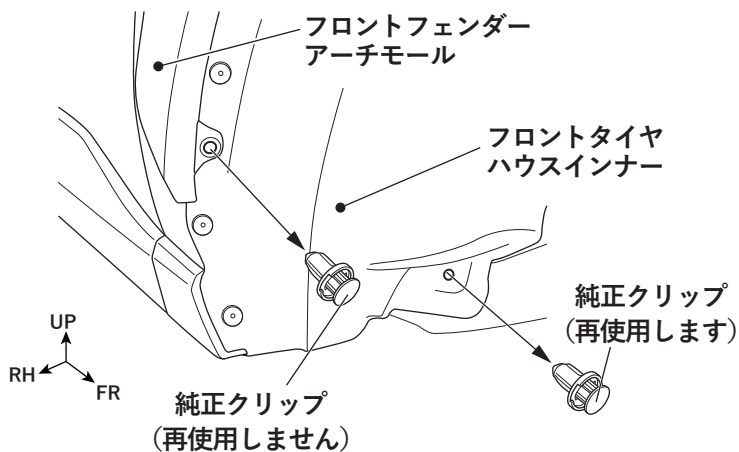 フロントフェンダー
アーチモール
フロントタイヤ
ハウスインナー
純正クリップ
（再使用します）
UP
RH
FR
純正クリップ
（再使用しません）